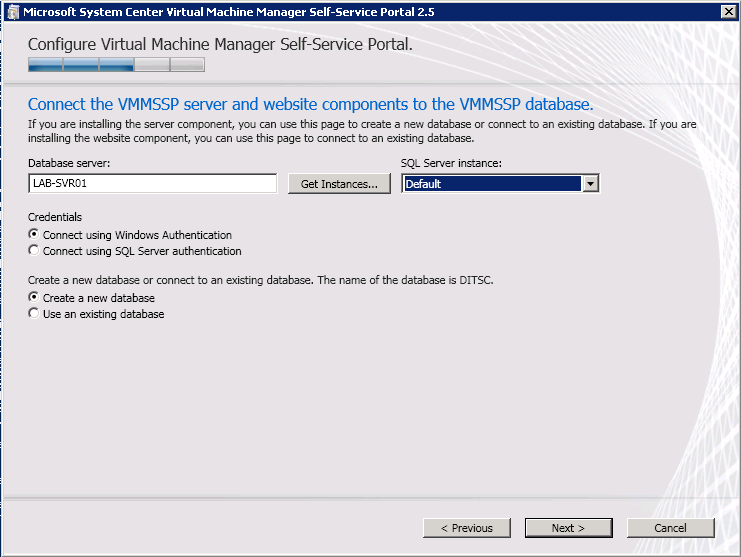 Microsoft System Center Virtual Machine Manager Self-Service Portal 2.5
Configure Virtual Machine Manager Self-Service Portal.
Connect the VMMSSP server and website components to the VMMSSP database.
If you are installing the server component, you can use this page to create a new database or connect to an existing database. If you are
installing the website component, you can use this page to connect to an existing database.
Database server:
SQL Server instance:
LAB-SVR01
Get Instances...
Default
Credentials
Connect using Windows Authentication
Connect using SQL Server authentication
Create a new database or connect to an existing database. The name of the database is DITSC.
Create a new database
Use an existing database
< Previous
Next >
Cancel